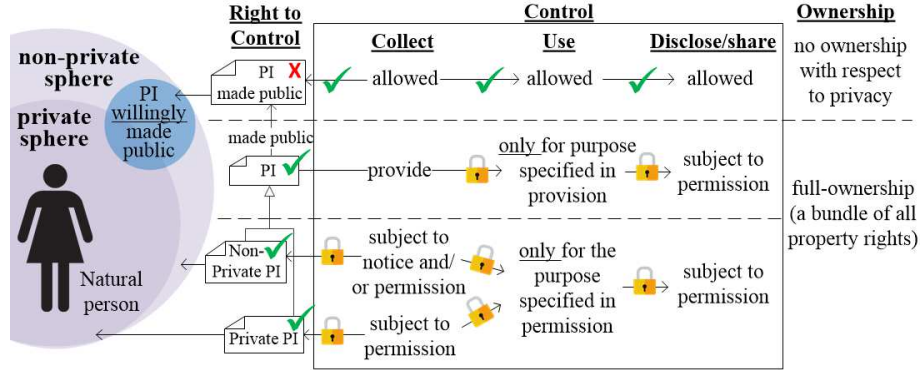 Right to
Control
Control
Ownership
Collect
Use
Disclose/share
non-private
sphere
PI
willingly
made
public
private
sphere
Natural
person
PI X
made public
allowed
allowed
allowed
no ownership
with respect
to privacy
made public
PI
provide
only for purpose
specified in
provision
subject to
permission
full-ownership
(a bundle of all
property rights)
Non-
Private PI
subject to
notice and/
or permission
only for the
purpose
specified in
permission
subject to
permission
Private PI
subject to
permission